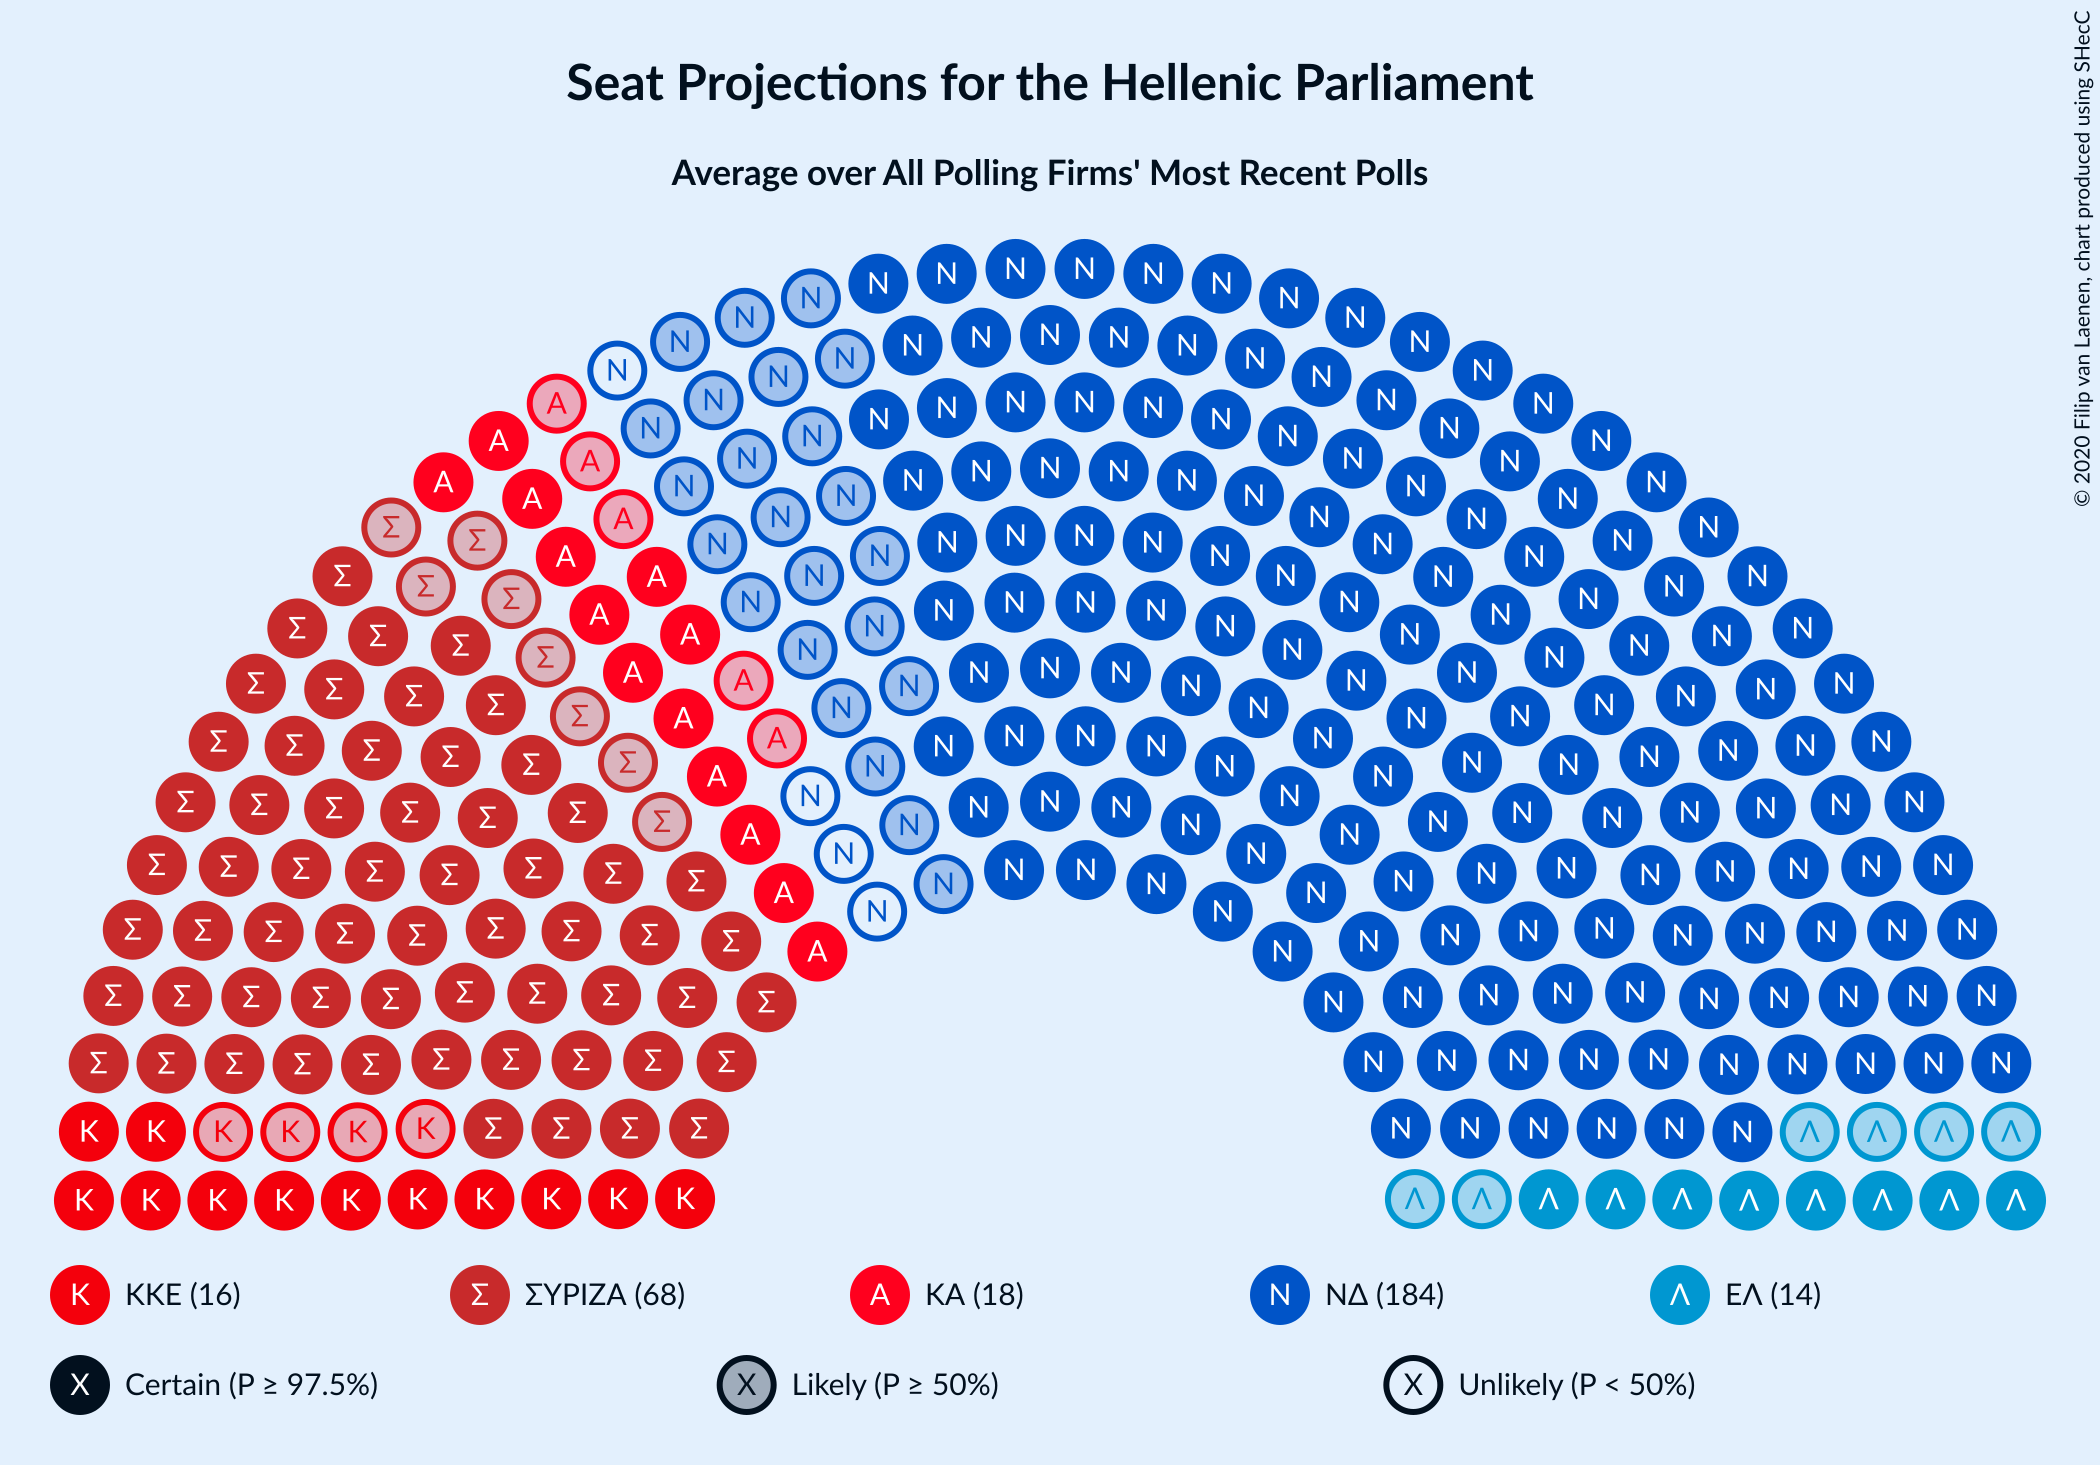 Seat Projections for the Hellenic Parliament
Average over All Polling Firms' Most Recent Polls
© 2020 Filip van Laenen, chart produced using SHecC
K ΚΚΕ (16)
Σ ΣΥΡΙΖΑ (68)
Α ΚΑ (18)
Ν ΝΔ (184)
Λ ΕΛ (14)
X Certain (P ≥ 97.5%)
X Likely (P ≥ 50%)
X Unlikely (P < 50%)